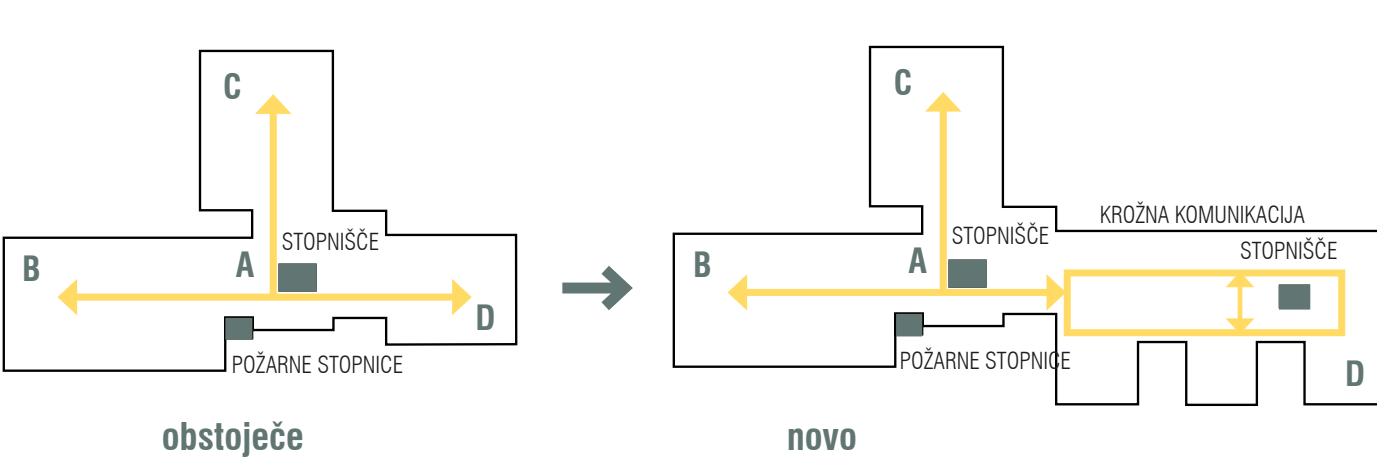 C
STOPNIŠČE
B
A
D
POŽARNE STOPNICE
obstoječe
C
KROŽNA KOMUNIKACIJA
STOPNIŠČE
STOPNIŠČE
B
A
POŽARNE STOPNICE
D
novo